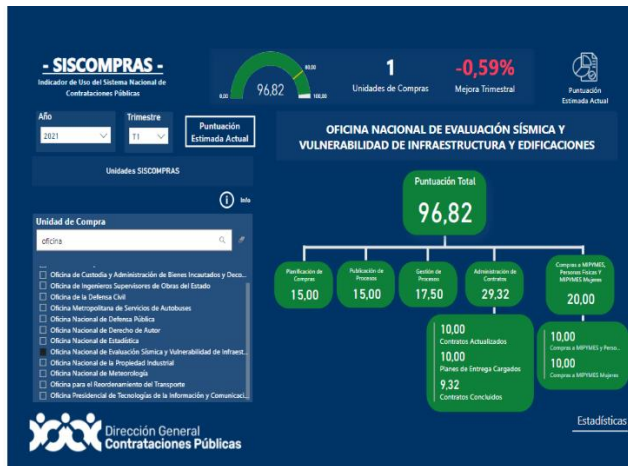 - SISCOMPRAS -
Indicador de Uso del Sistema Nacional de
Contrataciones Públicas
80,00
0,00
96,82
100,00
1
Unidades de Compras
-0,59%
Mejora Trimestral
Puntuación
Estimada Actual
Año
2021
Trimestre
T1
Puntuación
Estimada Actual
OFICINA NACIONAL DE EVALUACIÓN SÍSMICA Y
VULNERABILIDAD DE INFRAESTRUCTURA Y EDIFICACIONES
Unidades SISCOMPRAS
Info
Unidad de Compra
oficina
Oficina de Custodia y Administración de Bienes Incautados y Deco...
Oficina de Ingenieros Supervisores de Obras del Estado
Oficina de la Defensa Civil
Oficina Metropolitana de Servicios de Autobuses
Oficina Nacional de Defensa Pública
Oficina Nacional de Derecho de Autor
Oficina Nacional de Estadística
Oficina Nacional de Evaluación Sísmica y Vulnerabilidad de Infraest...
Oficina Nacional de la Propiedad Industrial
Oficina Nacional de Meteorología
Oficina para el Reordenamiento del Transporte
Oficina Presidencial de Tecnologías de la Información y Comunicaci...
Puntuación Total
96,82
Planificación de
Compras
15,00
Publicación de
Procesos
15,00
Gestión de
Procesos
17,50
Administración de
Contratos
29,32
Compras a MIPYMES,
Personas Físicas Y
MIPYMES Mujeres
20,00
10,00
Contratos Actualizados
10,00
Planes de Entrega Cargados
9,32
Contratos Concluidos
10,00
Compras a MIPYMES y Perso...
10,00
Compras a MIPYMES Mujeres
Dirección General
Contrataciones Públicas
Estadísticas